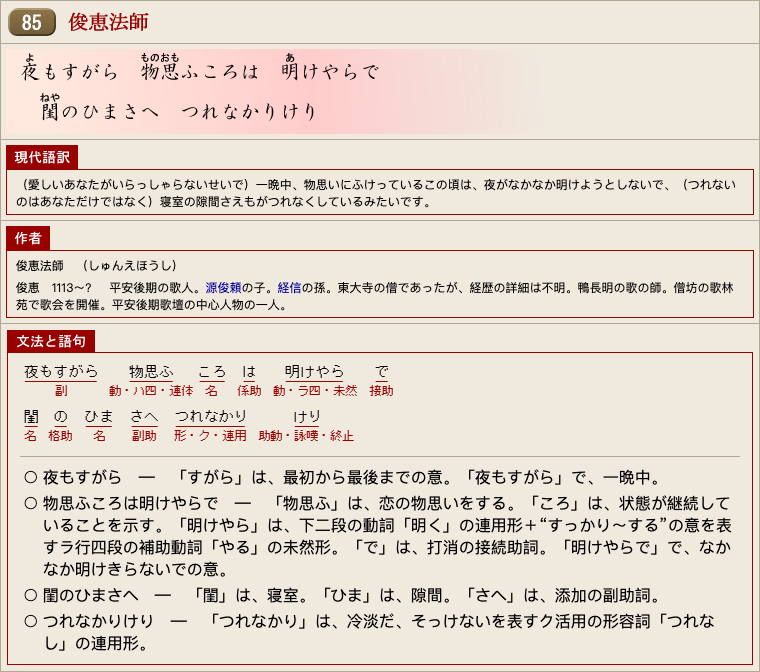 85 俊恵法師
よ ものおも あ
夜もすがら 物思ふころは 明けやらで
ねや
閨のひまさへ つれなかりけり
現代語訳
（愛しいあなたがいらっしゃらないせいで）一晩中、物思いにふけっているこの頃は、夜がなかなか明けようとしないで、（つれない
のはあなただけではなく）寝室の隙間さえもがつれなくしているみたいです。
作者
俊恵法師 （しゅんえほうし）
俊恵 1113～？ 平安後期の歌人。源俊頼の子。経信の孫。東大寺の僧であったが、経歴の詳細は不明。鴨長明の歌の師。僧坊の歌林
苑で歌会を開催。平安後期歌壇の中心人物の一人。
文法と語句
夜もすがら 物思ふ ころ は 明けやら で
副 動・ハ四・連体 名 係助 動・ラ四・未然 接助
閨 の ひま さへ つれなかり けり
名 格助 名 副助 形・ク・連用 助動・詠嘆・終止
○ 夜もすがら ― 「すがら」は、最初から最後までの意。「夜もすがら」で、一晩中。
○ 物思ふころは明けやらで ― 「物思ふ」は、恋の物思いをする。「ころ」は、状態が継続して
いることを示す。「明けやら」は、下二段の動詞「明く」の連用形＋“すっかり～する”の意を表
すラ行四段の補助動詞「やる」の未然形。「で」は、打消の接続助詞。「明けやらで」で、なか
なか明けきらないでの意。
○ 閨のひまさへ ― 「閨」は、寝室。「ひま」は、隙間。「さへ」は、添加の副助詞。
○ つれなかりけり ― 「つれなかり」は、冷淡だ、そっけないを表すク活用の形容詞「つれな
し」の連用形。